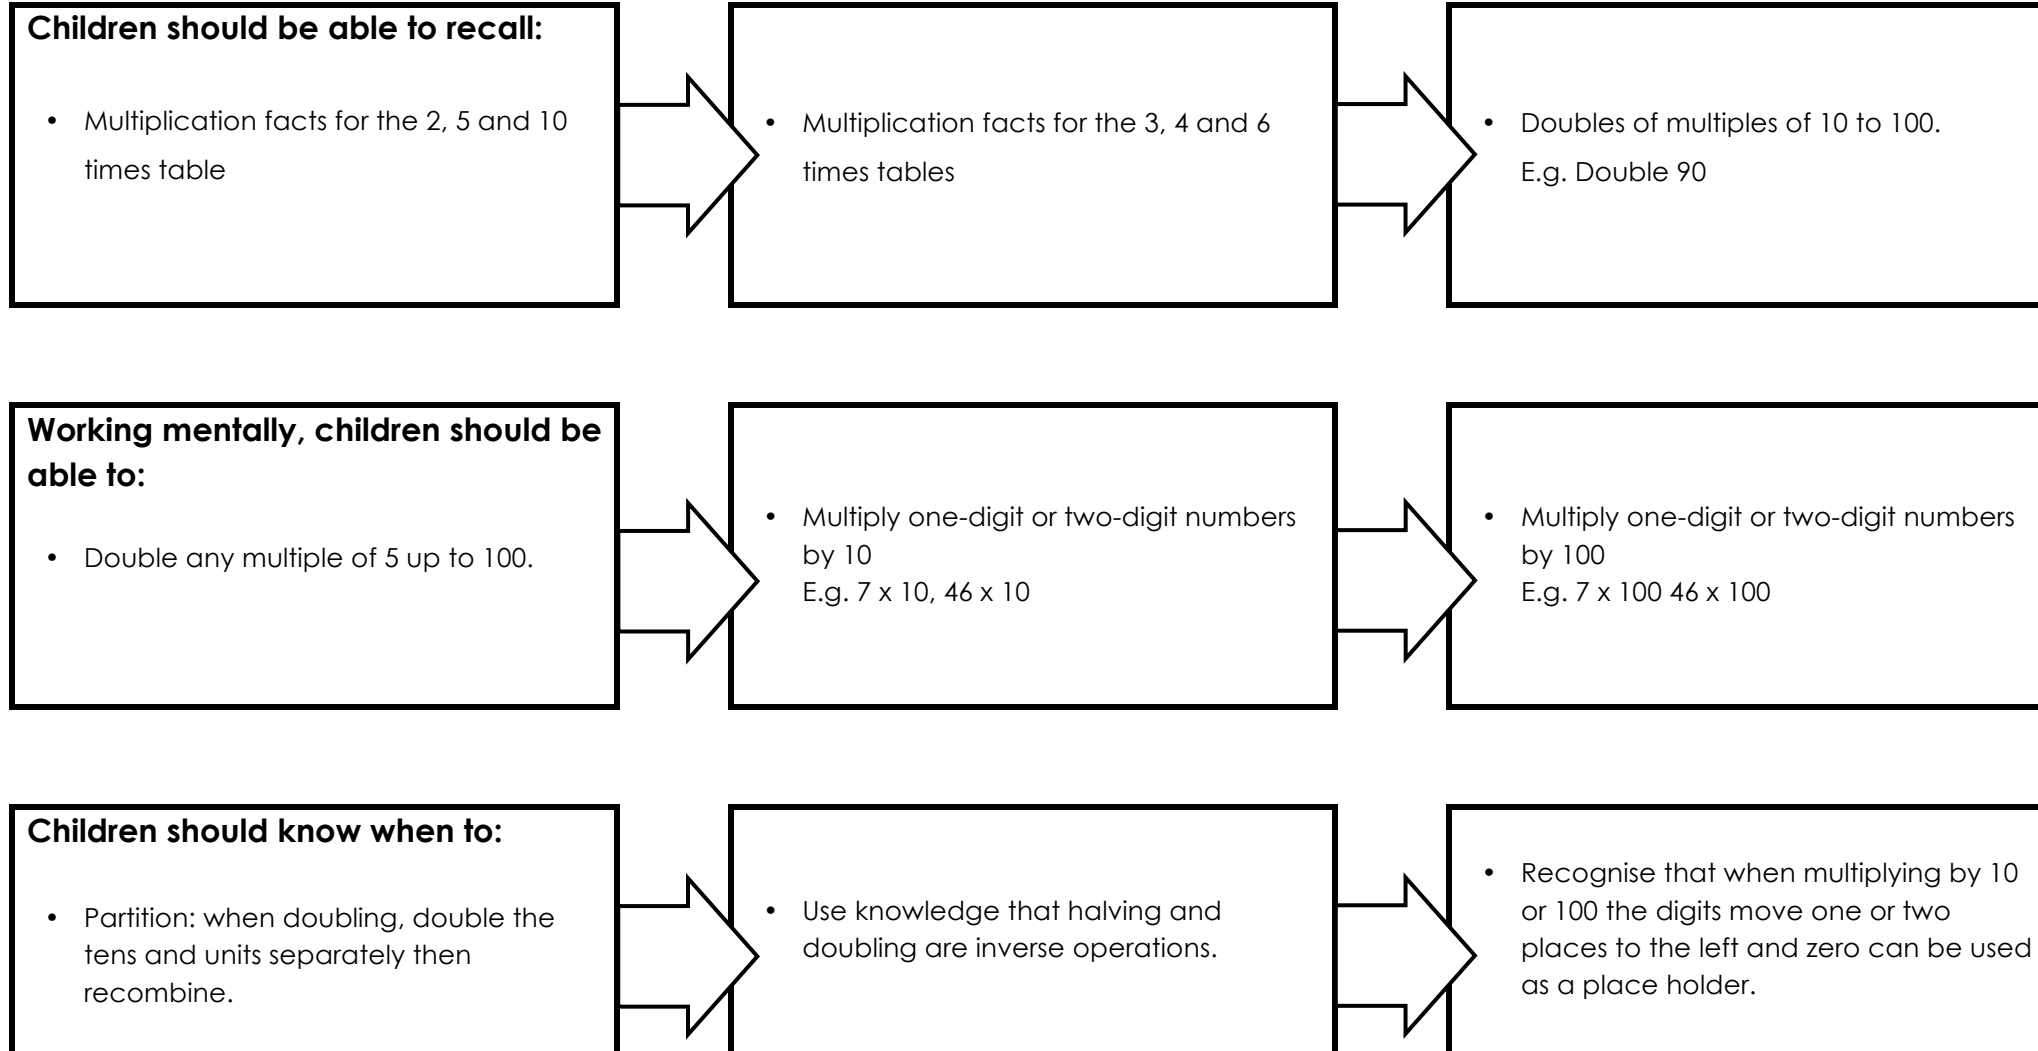 Children should be able to recall:
• Multiplication facts for the 2, 5 and 10
times table
• Multiplication facts for the 3, 4 and 6
times tables
• Doubles of multiples of 10 to 100.
E.g. Double 90
Working mentally, children should be
able to:
• Double any multiple of 5 up to 100.
• Multiply one-digit or two-digit numbers
by 10
E.g. 7 x 10, 46 x 10
• Multiply one-digit or two-digit numbers
by 100
E.g. 7 x 100 46 x 100
Children should know when to:
• Partition: when doubling, double the
tens and units separately then
recombine.
• Use knowledge that halving and
doubling are inverse operations.
• Recognise that when multiplying by 10
or 100 the digits move one or two
places to the left and zero can be used
as a place holder.